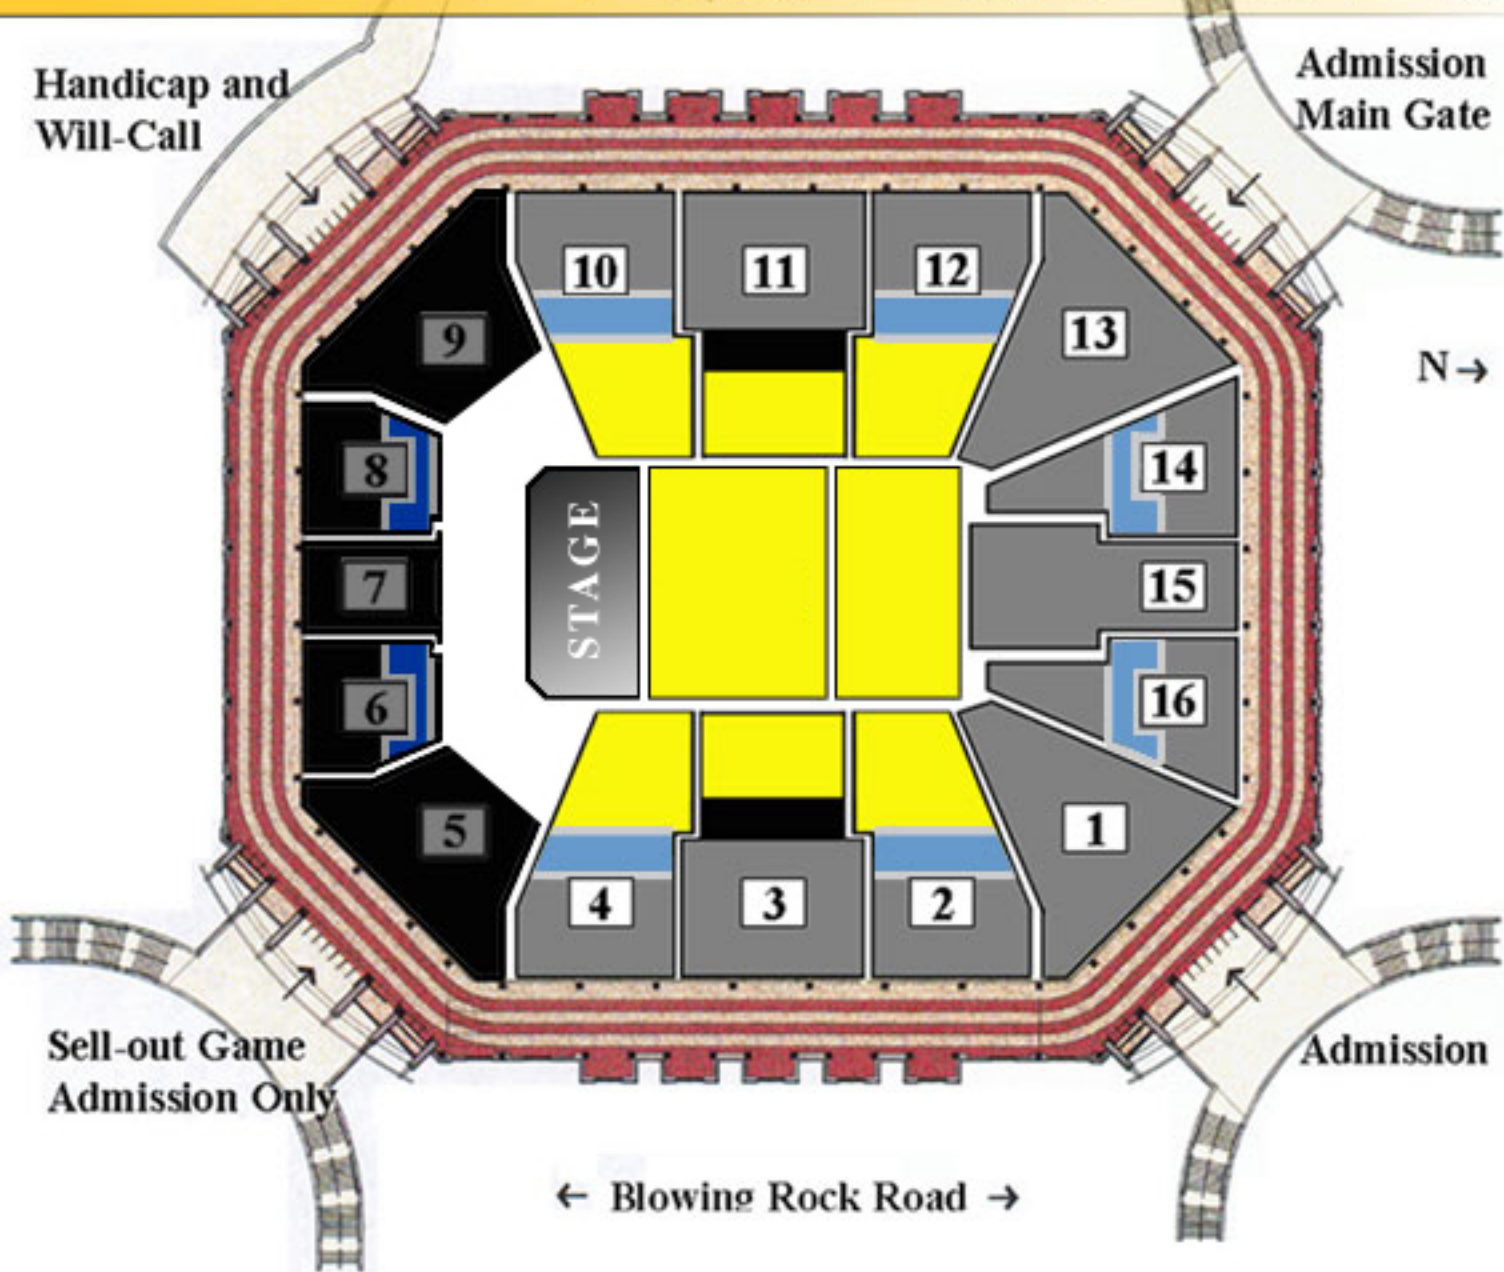 Handicap and
Will-Call
Admission
Main Gate
10
11
12
9
13
N→
8
14
STAGE
7
15
6
16
5
1
4
3
2
Sell-out Game
Admission Only
Admission
← Blowing Rock Road →